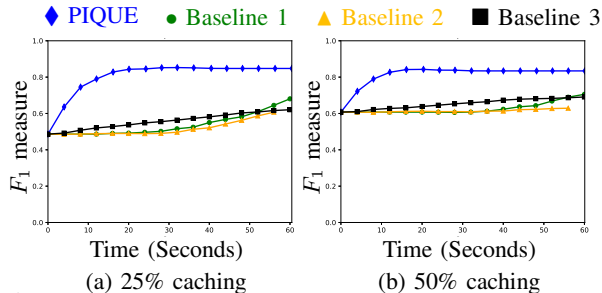 PIQUE Baseline 1 Baseline 2 Baseline 3
F1 measure
1.0
0.8
0.6
0.4
0.2
0.0
0 10 20 30 40 50 60
Time (Seconds)
(a) 25% caching
F1 measure
1.0
0.8
0.6
0.4
0.2
0.0
0 10 20 30 40 50 60
Time (Seconds)
(b) 50% caching